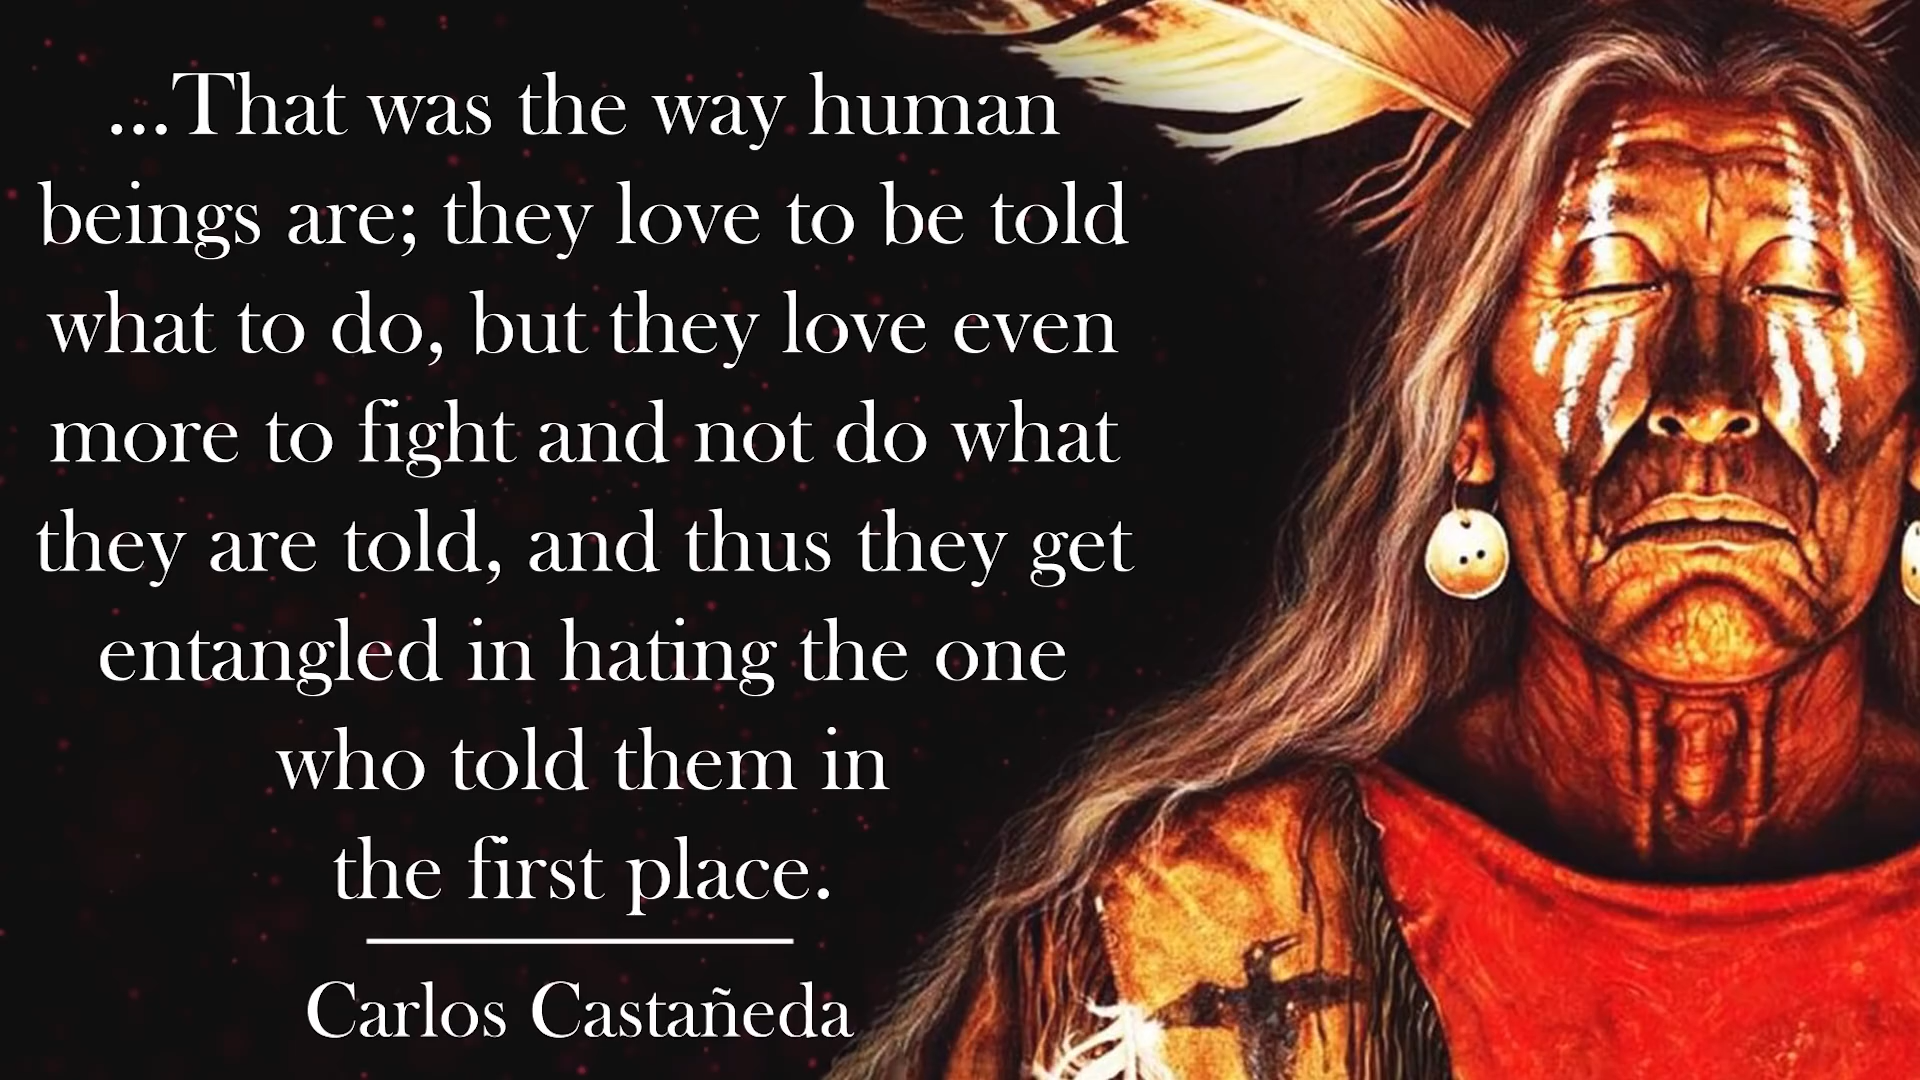 ...That was the way human
beings are; they love to be told
what to do, but they love even
more to fight and not do what
they are told, and thus they get
entangled in hating the one
who told them in
the first place.
Carlos Castañeda